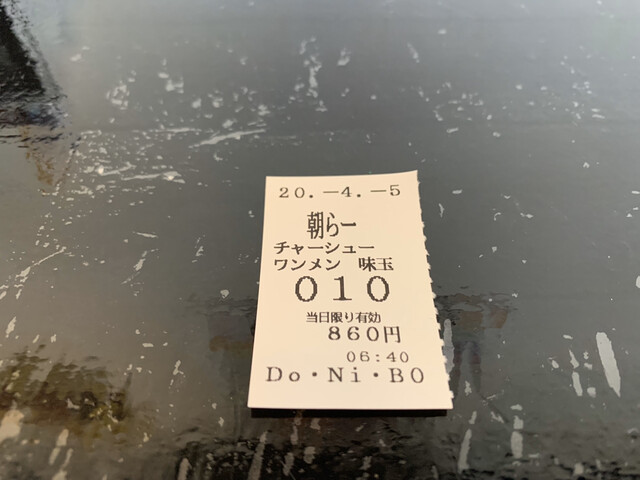 20.-4.-5
朝らー
チャーシュー
ワンメン 味玉
010
当日限り有効
860円
06:40
Do・Ni・BO